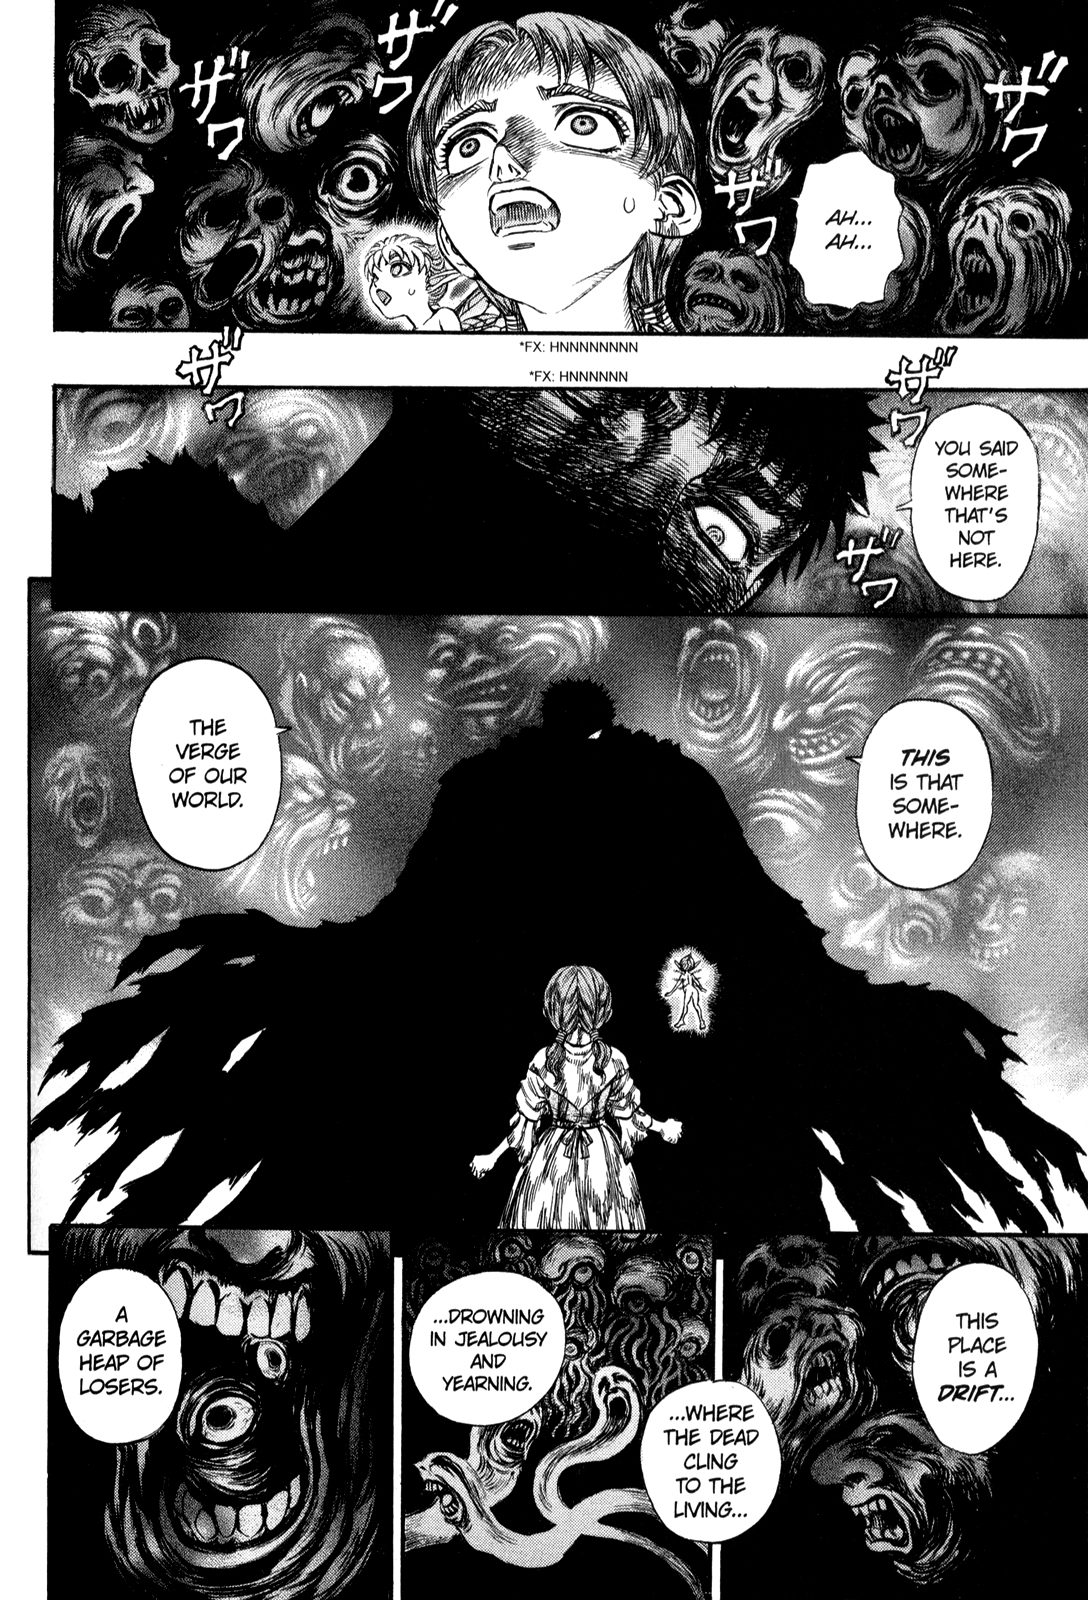 ザワ
ザワ
ザワ
ザワ
AH...
AH...
*FX: HNNNNNNNN
*FX: HNNNNNN
ザワ
ザワ
YOU SAID
SOME-
WHERE
THAT'S
NOT
HERE.
ザワ
THIS
IS THAT
SOME-
WHERE.
THE
VERGE
OF OUR
WORLD.
THIS
PLACE
IS A
DRIFT...
...WHERE
THE DEAD
CLING
TO THE
LIVING...
...DROWNING
IN JEALOUSY
AND
YEARNING.
A
GARBAGE
HEAP OF
LOSERS.